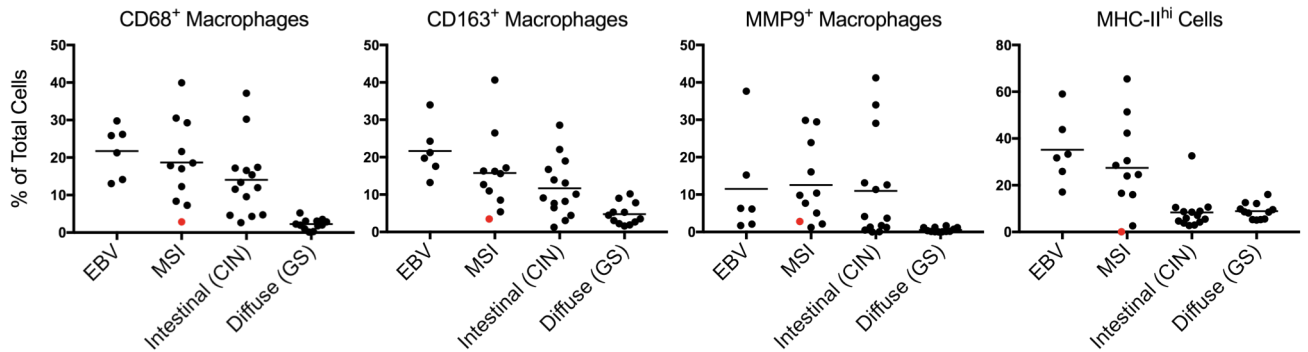 CD68+ Macrophages
% of Total Cells
50
40
30
20
10
0
EBV
MSI
Intestinal (CIN)
Diffuse (GS)
CD163+ Macrophages
50
40
30
20
10
0
EBV
MSI
Intestinal (CIN)
Diffuse (GS)
MMP9+ Macrophages
50
40
30
20
10
0
EBV
MSI
Intestinal (CIN)
Diffuse (GS)
MHC-IIhi Cells
80
60
40
20
0
EBV
MSI
Intestinal (CIN)
Diffuse (GS)